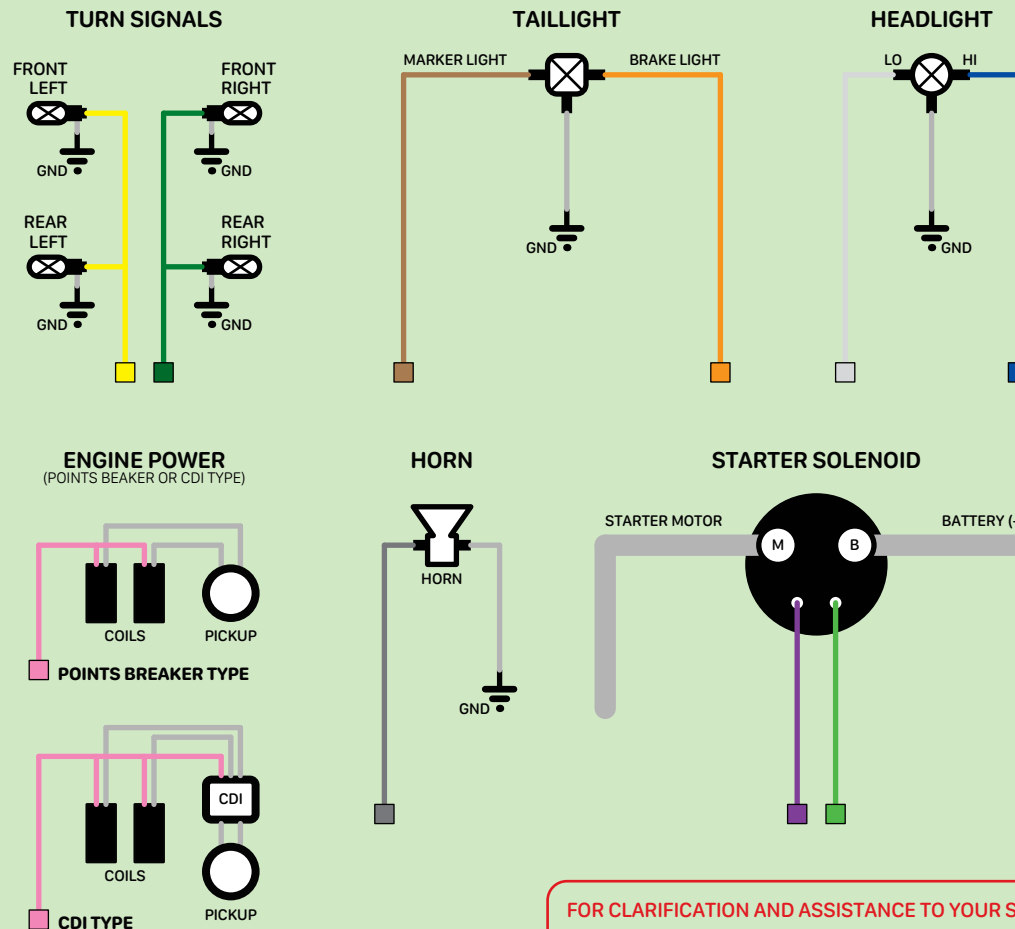 TURN SIGNALS
FRONT
LEFT
GND
FRONT
RIGHT
GND
REAR
LEFT
GND
REAR
RIGHT
GND
TAILLIGHT
MARKER LIGHT
BRAKE LIGHT
GND
HEADLIGHT
LO
HI
GND
ENGINE POWER
(POINTS BEAKER OR CDI TYPE)
COILS
PICKUP
POINTS BREAKER TYPE
CDI
COILS
PICKUP
CDI TYPE
HORN
HORN
GND
STARTER SOLENOID
STARTER MOTOR
M
B
BATTERY (
FOR CLARIFICATION AND ASSISTANCE TO YOUR S